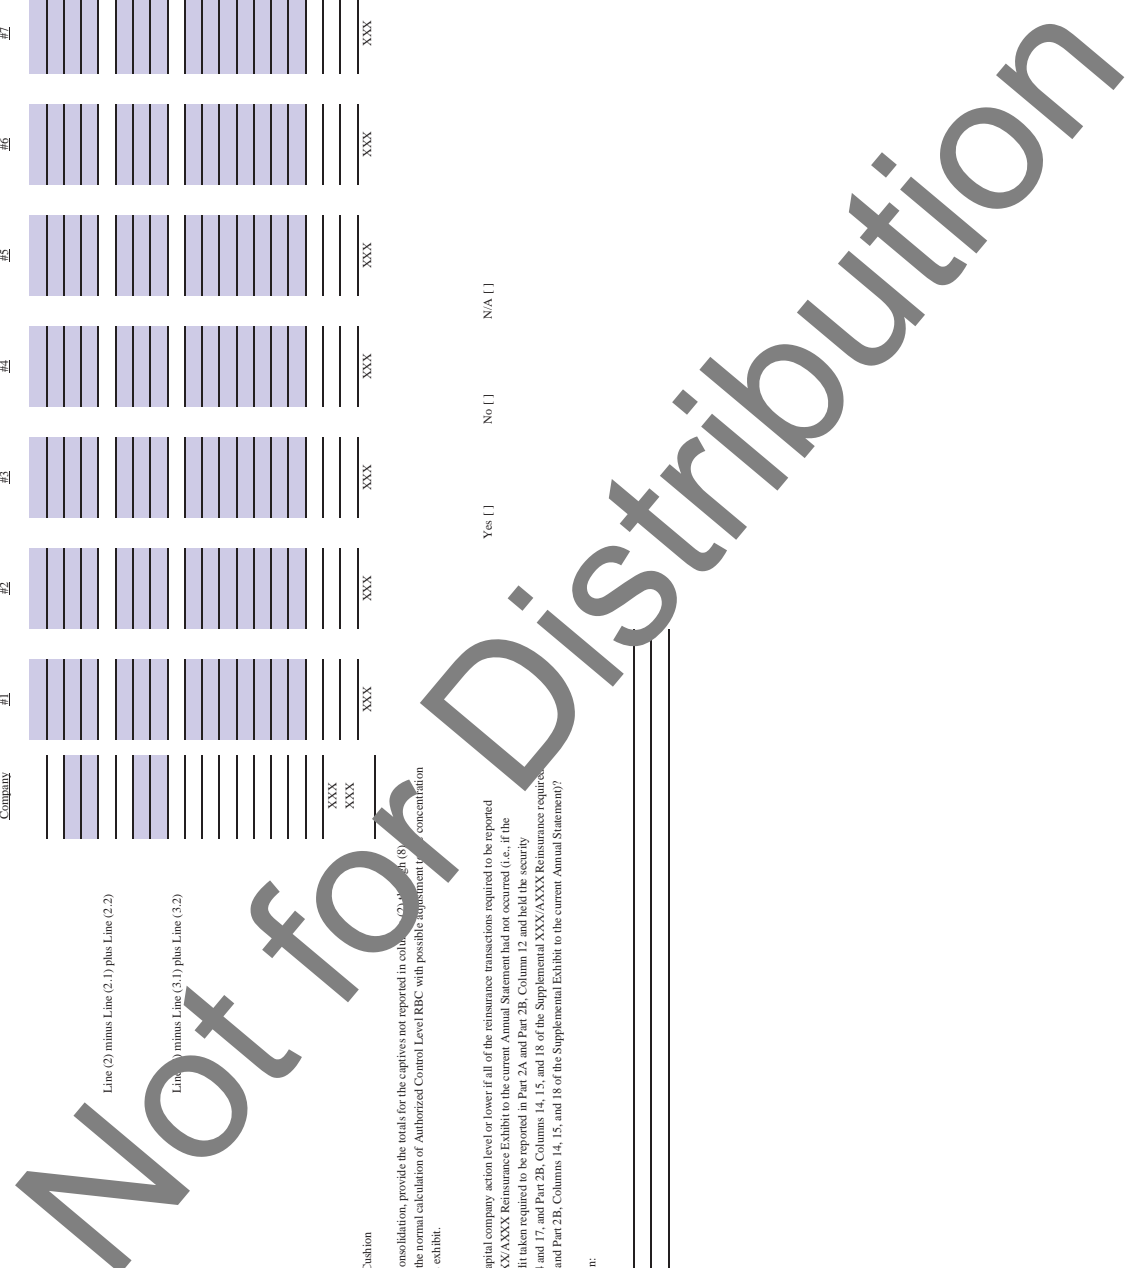 Company #1 #2 #3 #4 #5 #6 #7
Line (2) minus Line (2.1) plus Line (2.2)
minus Line (3.1) plus Line (3.2)
XXX
XXX
Cushion XXX XXX XXX XXX XXX XXX XXX
onsolidation, provide the totals for the captives not reported in (8)
the normal calculation of Authorized Control Level RBC with possible adjustment concentration
exhibit.
apital company action level or lower if all of the reinsurance transactions required to be reported Yes [ ] No [ ] N/A [ ]
XX/AXXX Reinsurance Exhibit to the current Annual Statement had not occurred (i.e., if the
dit taken required to be reported in Part 2A and Part 2B, Column 12 and held the security
4 and 17, and Part 2B, Columns 14, 15, and 18 of the Supplemental XXX/AXXX Reinsurance required
and Part 2B, Columns 14, 15, and 18 of the Supplemental Exhibit to the current Annual Statement)?
n:
Not for Distribution